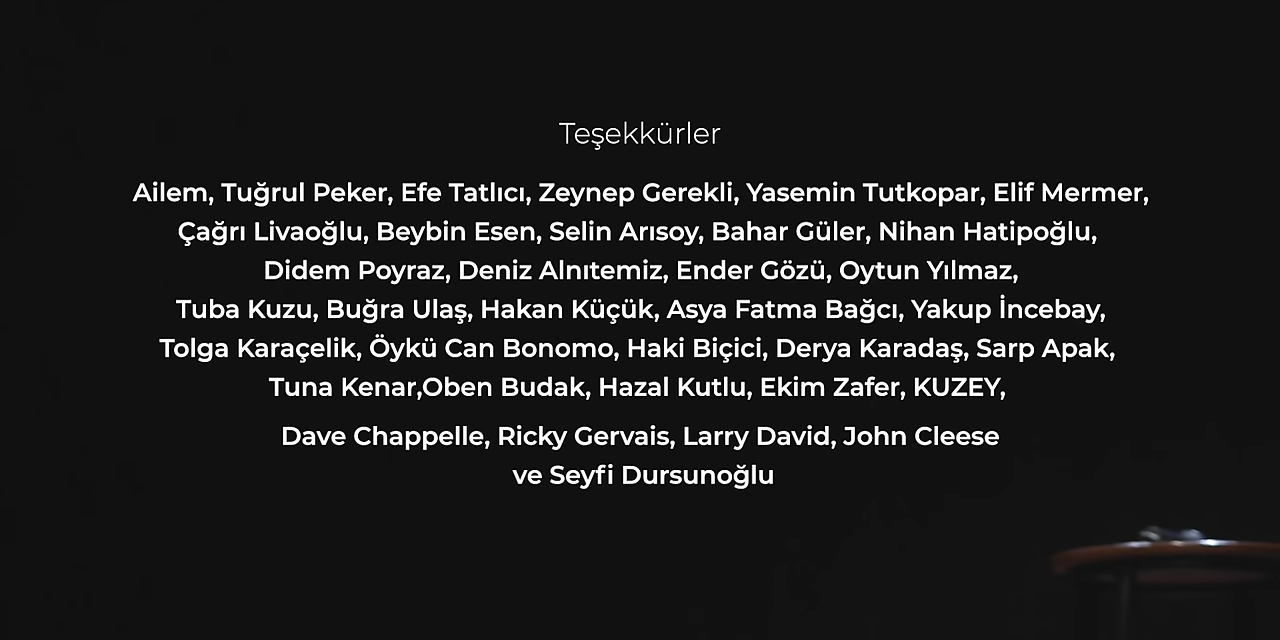 Teşekkürler
Ailem, Tuğrul Peker, Efe Tatlıcı, Zeynep Gerekli, Yasemin Tutkopar, Elif Mermer,
Çağrı Livaoğlu, Beybin Esen, Selin Arısoy, Bahar Güler, Nihan Hatipoğlu,
Didem Poyraz, Deniz Alnıtemiz, Ender Gözü, Oytun Yılmaz,
Tuba Kuzu, Buğra Ulaş, Hakan Küçük, Asya Fatma Bağcı, Yakup İncebay,
Tolga Karaçelik, Öykü Can Bonomo, Haki Biçici, Derya Karadaş, Sarp Apak,
Tuna Kenar,Oben Budak, Hazal Kutlu, Ekim Zafer, KUZEY,
Dave Chappelle, Ricky Gervais, Larry David, John Cleese
ve Seyfi Dursunoğlu